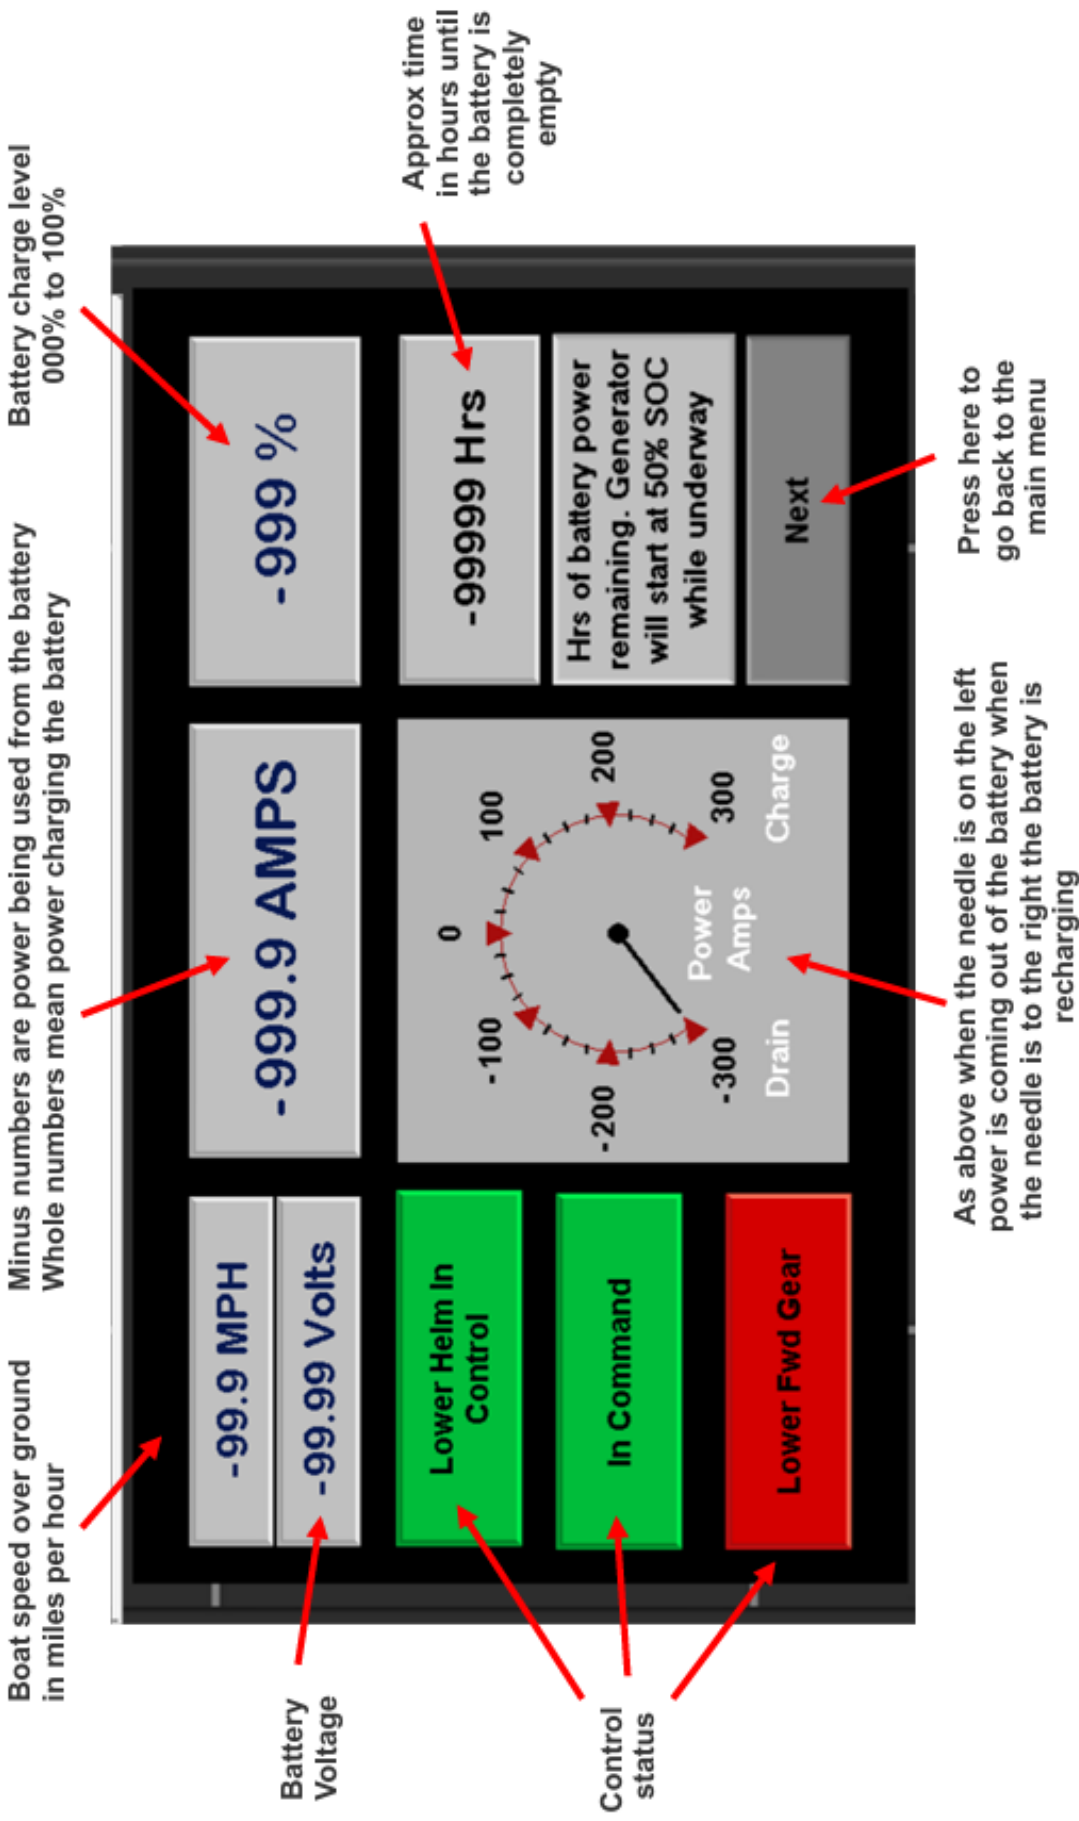 Boat speed over ground
in miles per hour
Minus numbers are power being used from the battery
Whole numbers mean power charging the battery
Battery charge level
000% to 100%
-99.9 MPH
-99.99 Volts
-999.9 AMPS
-999 %
Battery
Voltage
Approx time
in hours until
the battery is
completely
empty
Lower Helm In
Control
In Command
Lower Fwd Gear
Control
status
0
-100
100
-200
200
-300
300
Power
Amps
Drain
Charge
-99999 Hrs
Hrs of battery power
remaining. Generator
will start at 50% SOC
while underway
Next
As above when the needle is on the left
power is coming out of the battery when
the needle is to the right the battery is
recharging
Press here to
go back to the
main menu